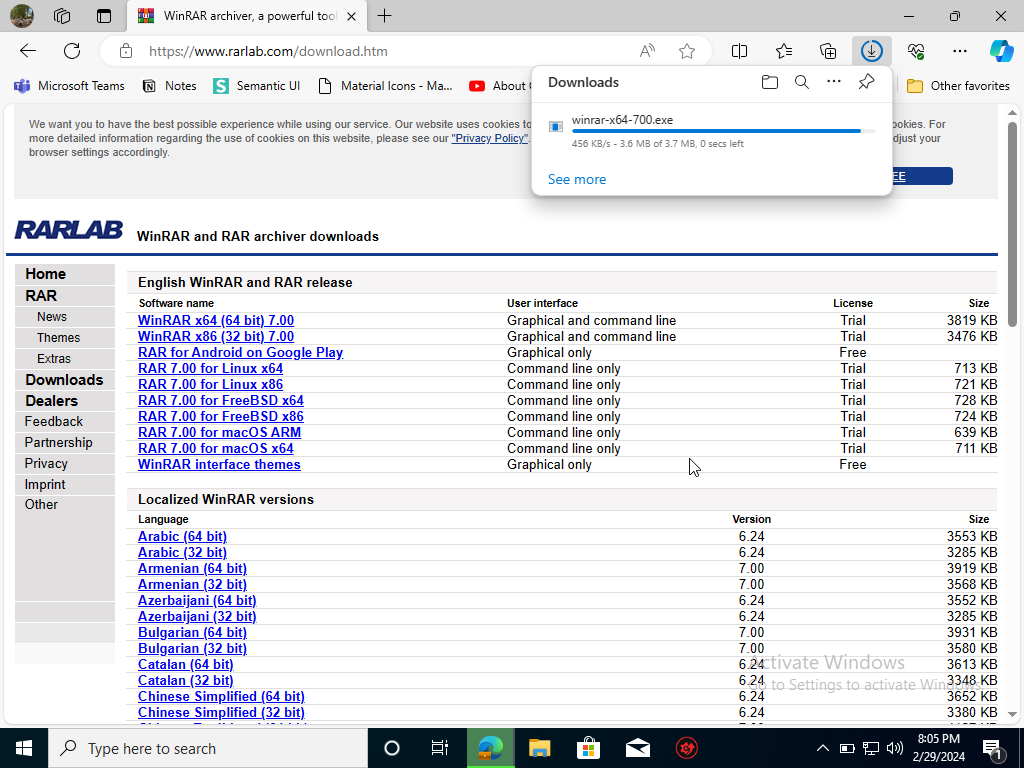 WinRAR archiver, a powerful tool
https://www.rarlab.com/download.htm
Microsoft Teams
Notes
Semantic UI
Material Icons - Ma...
About
Other favorites
Downloads
winrar-x64-700.exe
456 KB/s - 3.6 MB of 3.7 MB, 0 secs left
See more
We want you to have the best possible experience while using our service. Our website uses cookies to
more detailed information regarding the use of cookies on this website, please see our "Privacy Policy".
browser settings accordingly.
RARLAB
WinRAR and RAR archiver downloads
Home
RAR
News
Themes
Extras
Downloads
Dealers
Feedback
Partnership
Privacy
Imprint
Other
English WinRAR and RAR release
Software name User interface License Size
WinRAR x64 (64 bit) 7.00 Graphical and command line Trial 3819 KB
WinRAR x86 (32 bit) 7.00 Graphical and command line Trial 3476 KB
RAR for Android on Google Play Graphical only Free
RAR 7.00 for Linux x64 Command line only Trial 713 KB
RAR 7.00 for Linux x86 Command line only Trial 721 KB
RAR 7.00 for FreeBSD x64 Command line only Trial 728 KB
RAR 7.00 for FreeBSD x86 Command line only Trial 724 KB
RAR 7.00 for macOS ARM Command line only Trial 639 KB
RAR 7.00 for macOS x64 Command line only Trial 711 KB
WinRAR interface themes Graphical only Free
Localized WinRAR versions
Language Version Size
Arabic (64 bit) 6.24 3553 KB
Arabic (32 bit) 6.24 3285 KB
Armenian (64 bit) 7.00 3919 KB
Armenian (32 bit) 7.00 3568 KB
Azerbaijani (64 bit) 6.24 3552 KB
Azerbaijani (32 bit) 6.24 3285 KB
Bulgarian (64 bit) 7.00 3931 KB
Bulgarian (32 bit) 7.00 3580 KB
Catalan (64 bit) 6.24 3613 KB
Catalan (32 bit) 6.24 3348 KB
Chinese Simplified (64 bit) 6.24 3652 KB
Chinese Simplified (32 bit) 6.24 3380 KB
Activate Windows
Go to Settings to activate Windows.
Type here to search
8:05 PM
2/29/2024
1